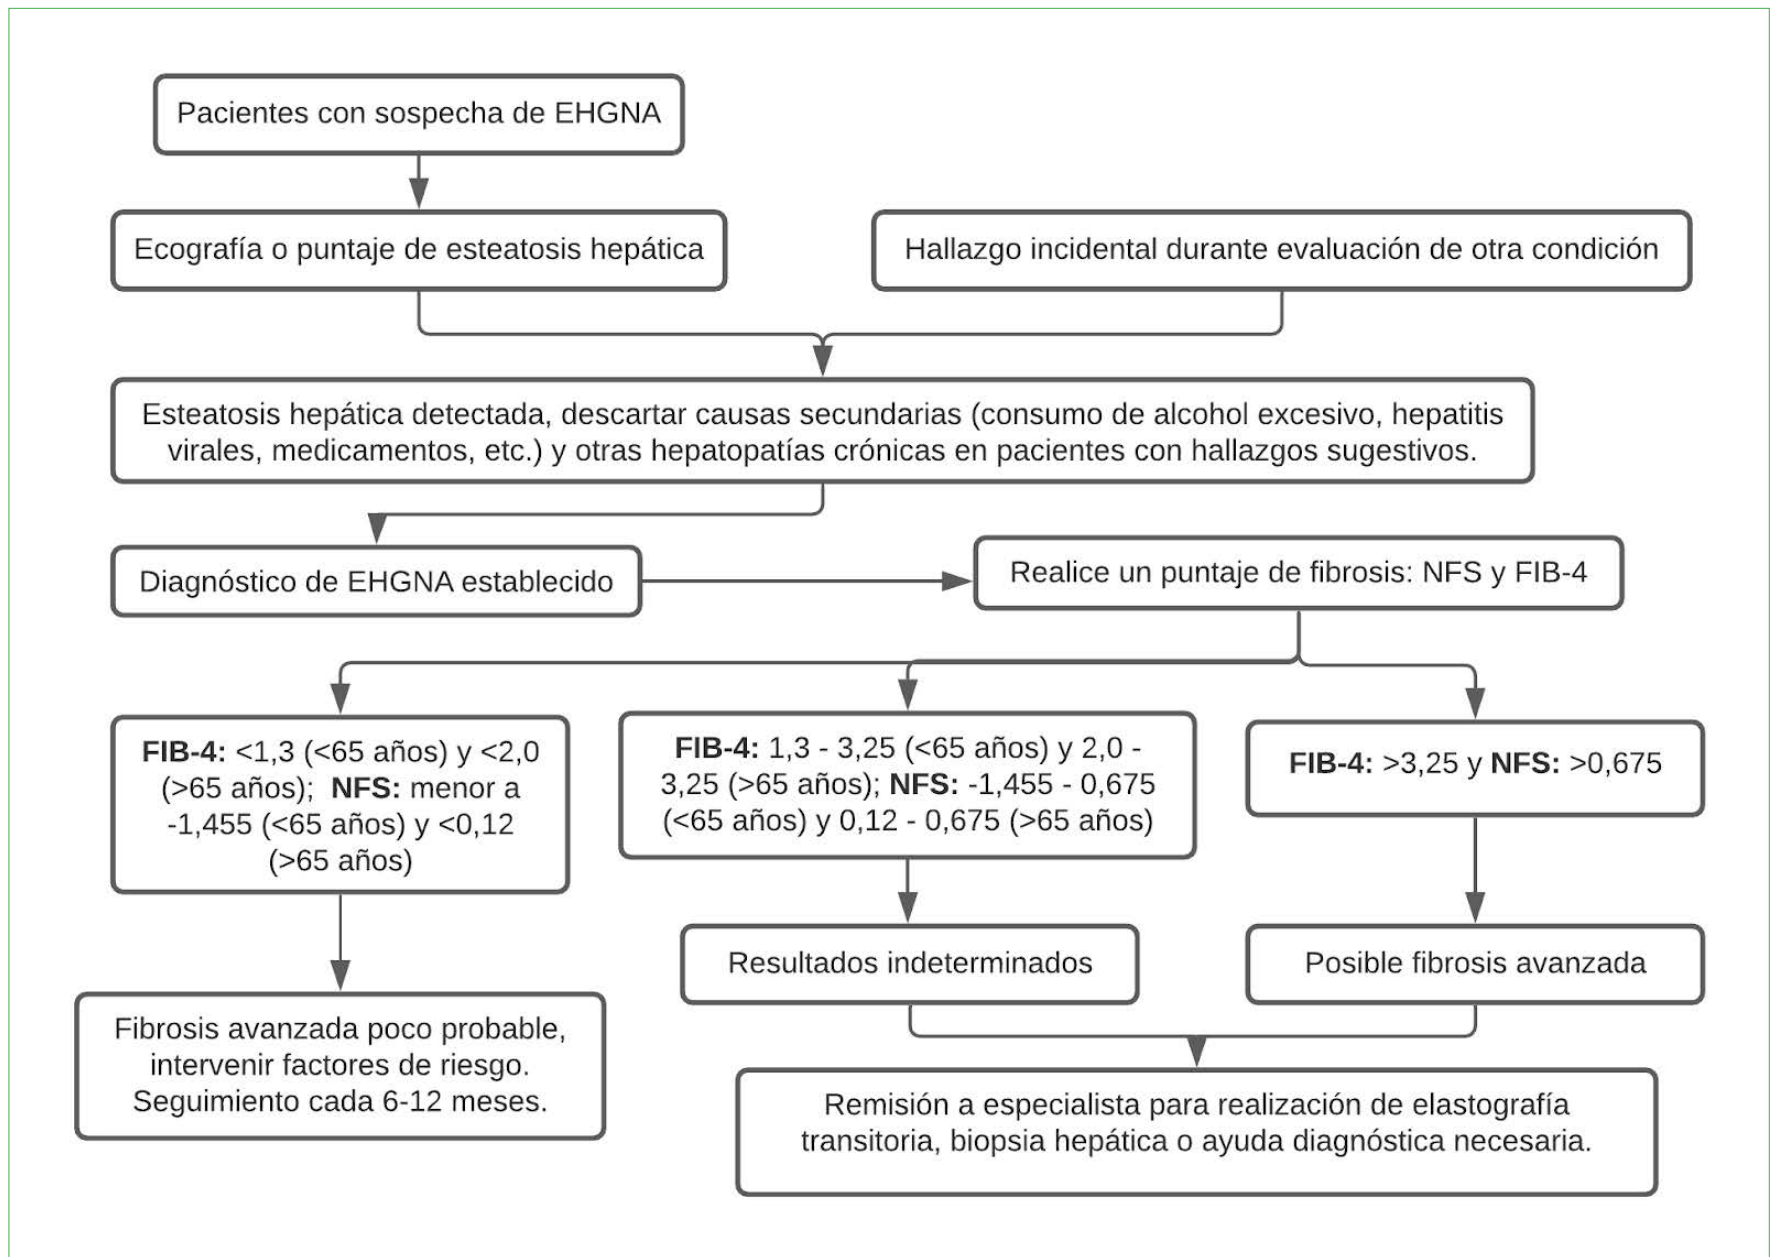 Pacientes con sospecha de EHGNA
Ecografía o puntaje de esteatosis hepática
Hallazgo incidental durante evaluación de otra condición
Esteatosis hepática detectada, descartar causas secundarias (consumo de alcohol excesivo, hepatitis
virales, medicamentos, etc.) y otras hepatopatías crónicas en pacientes con hallazgos sugestivos.
Diagnóstico de EHGNA establecido
Realice un puntaje de fibrosis: NFS y FIB-4
FIB-4: <1,3 (<65 años) y <2,0
(>65 años); NFS: menor a
-1,455 (<65 años) y <0,12
(>65 años)
FIB-4: 1,3 - 3,25 (<65 años) y 2,0 -
3,25 (>65 años); NFS: -1,455 - 0,675
(<65 años) y 0,12 - 0,675 (>65 años)
FIB-4: >3,25 y NFS: >0,675
Resultados indeterminados
Posible fibrosis avanzada
Fibrosis avanzada poco probable,
intervenir factores de riesgo.
Seguimiento cada 6-12 meses.
Remisión a especialista para realización de elastografía
transitoria, biopsia hepática o ayuda diagnóstica necesaria.